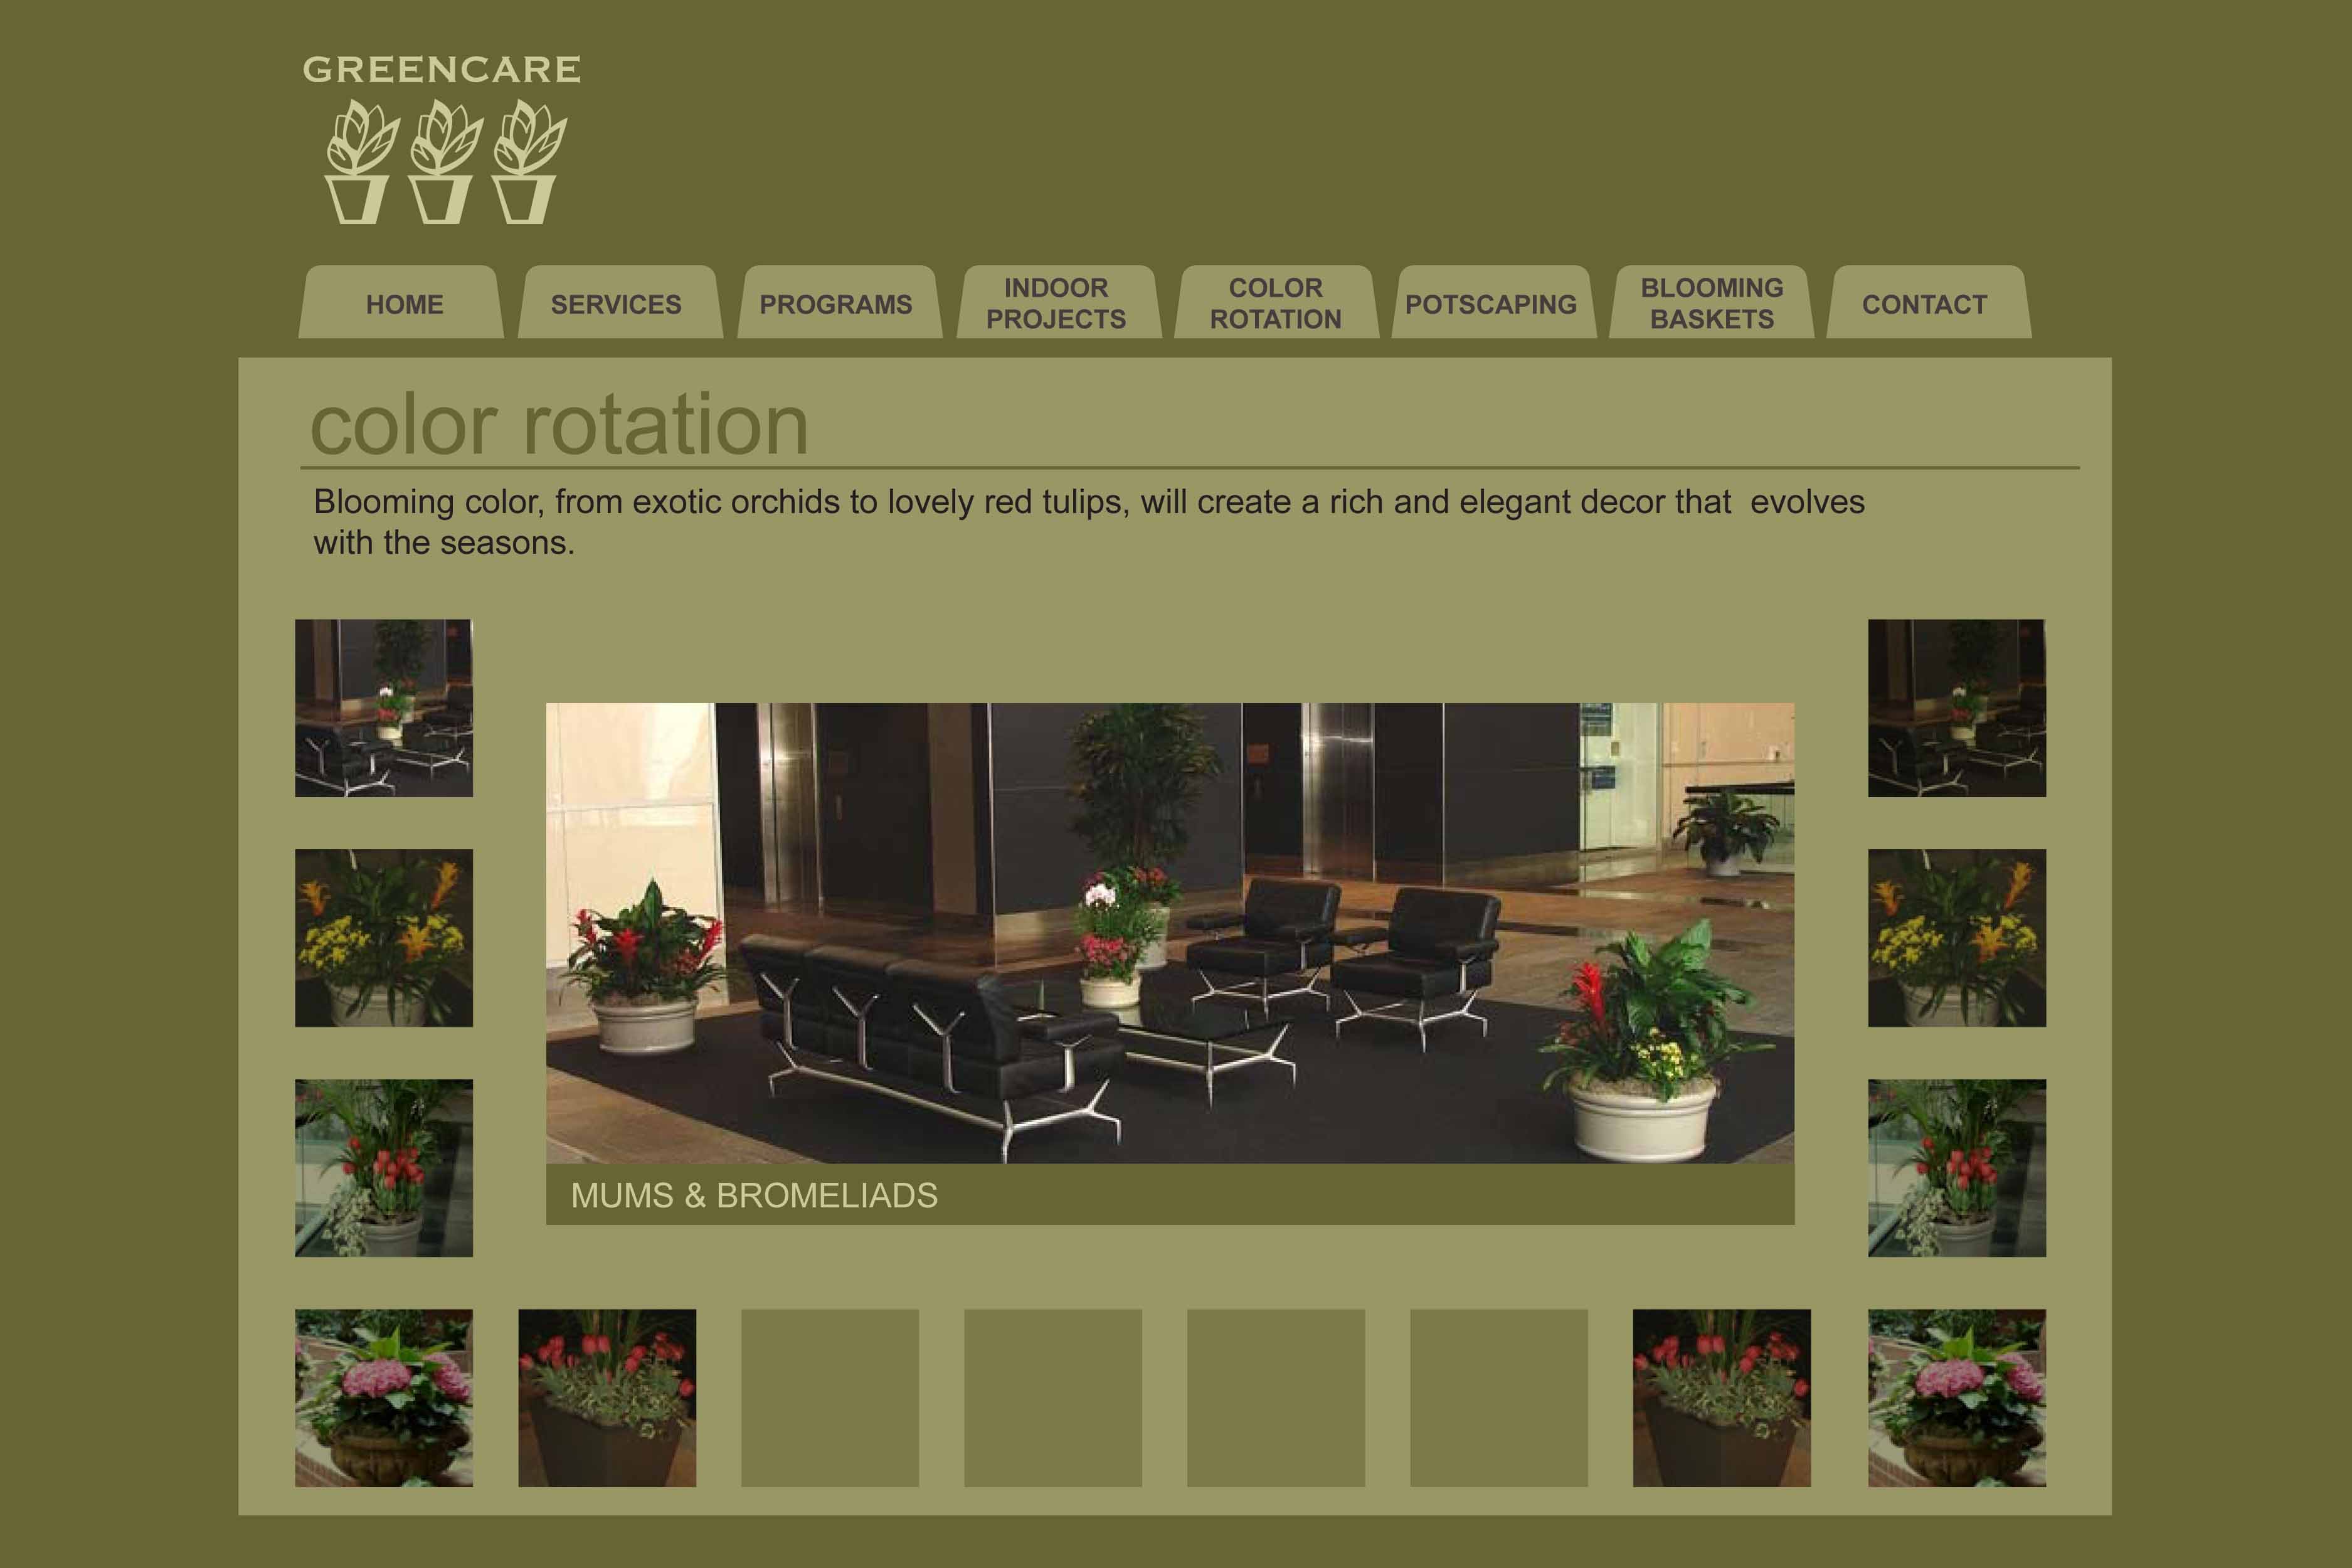 GREENCARE
HOME
SERVICES
PROGRAMS
INDOOR
PROJECTS
COLOR
ROTATION
POTSCAPING
BLOOMING
BASKETS
CONTACT
color rotation
Blooming color, from exotic orchids to lovely red tulips, will create a rich and elegant decor that  evolves
with the seasons.
MUMS & BROMELIADS